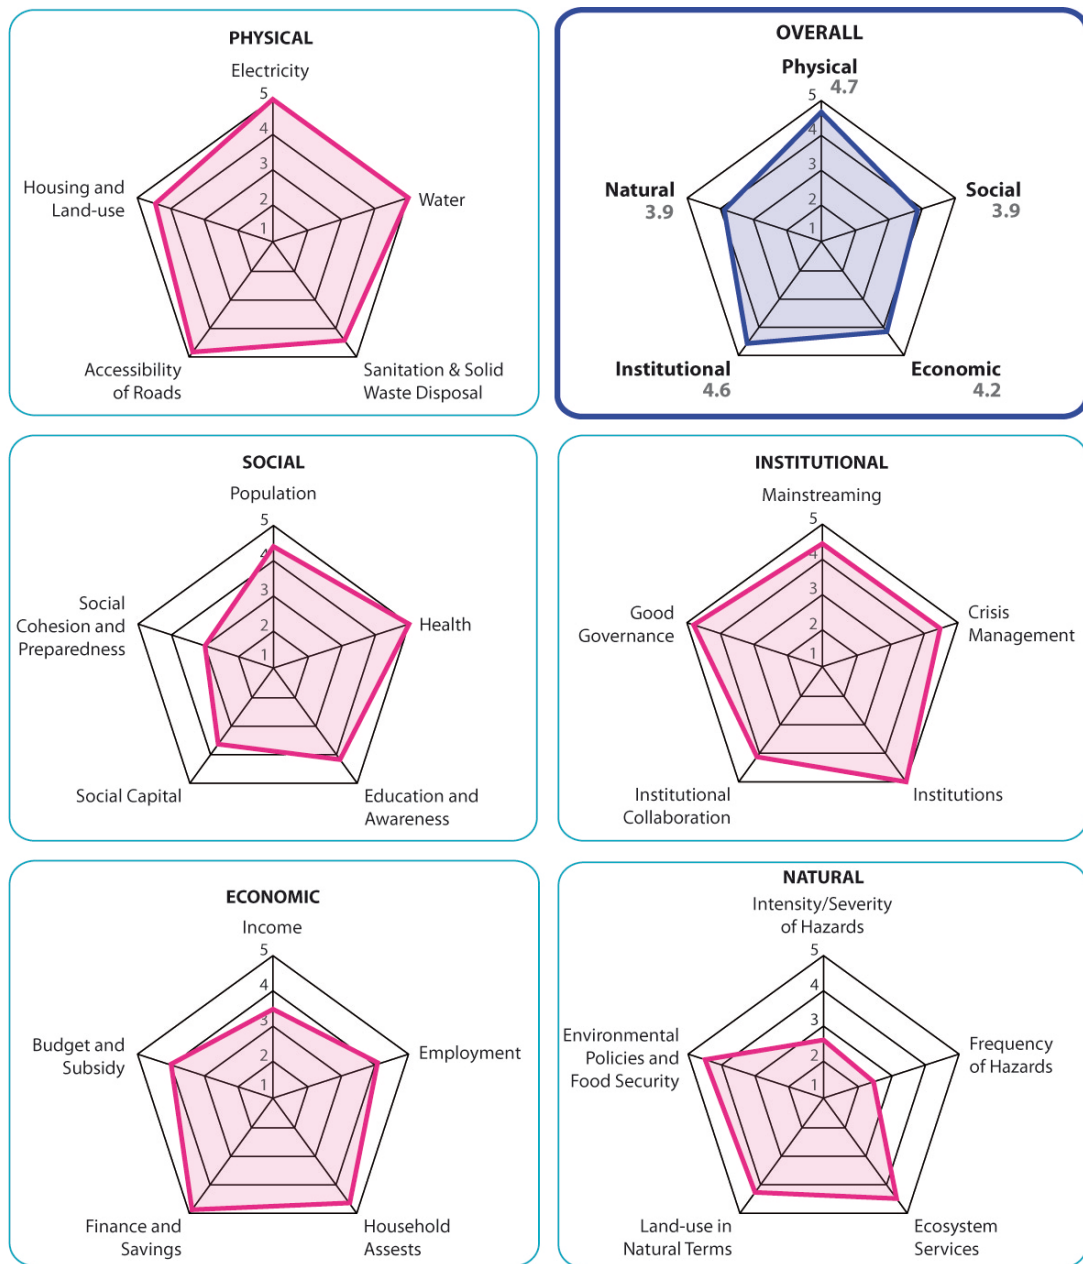 PHYSICAL
Electricity
5
4
3
2
1
Housing and
Land-use
Water
Accessibility
of Roads
Sanitation & Solid
Waste Disposal
OVERALL
Physical
4.7
5
4
3
2
1
Natural
3.9
Social
3.9
Institutional
4.6
Economic
4.2
SOCIAL
Population
5
4
3
2
1
Social
Cohesion and
Preparedness
Health
Social Capital
Education and
Awareness
INSTITUTIONAL
Mainstreaming
5
4
3
2
1
Good
Governance
Crisis
Management
Institutional
Collaboration
Institutions
ECONOMIC
Income
5
4
3
2
1
Budget and
Subsidy
Employment
Finance and
Savings
Household
Assests
NATURAL
Intensity/Severity
of Hazards
5
4
3
2
1
Environmental
Policies and
Food Security
Frequency
of Hazards
Land-use in
Natural Terms
Ecosystem
Services